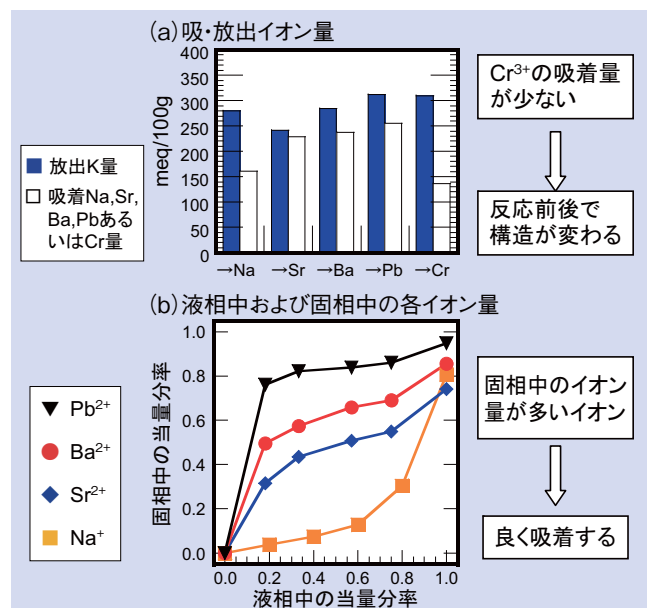 (a)吸・放出イオン量
400
350
300
250
200
150
100
50
0
meq/100g
→Na →Sr →Ba →Pb →Cr
放出K量
吸着Na,Sr,
Ba,Pbある
いはCr量
Cr³⁺の吸着量
が少ない
反応前後で
構造が変わる
(b)液相中および固相中の各イオン量
1.0
0.8
0.6
0.4
0.2
0.0
固相中の当量分率
0.0 0.2 0.4 0.6 0.8 1.0
液相中の当量分率
Pb²⁺
Ba²⁺
Sr²⁺
Na⁺
固相中のイオン
量が多いイオン
良く吸着する